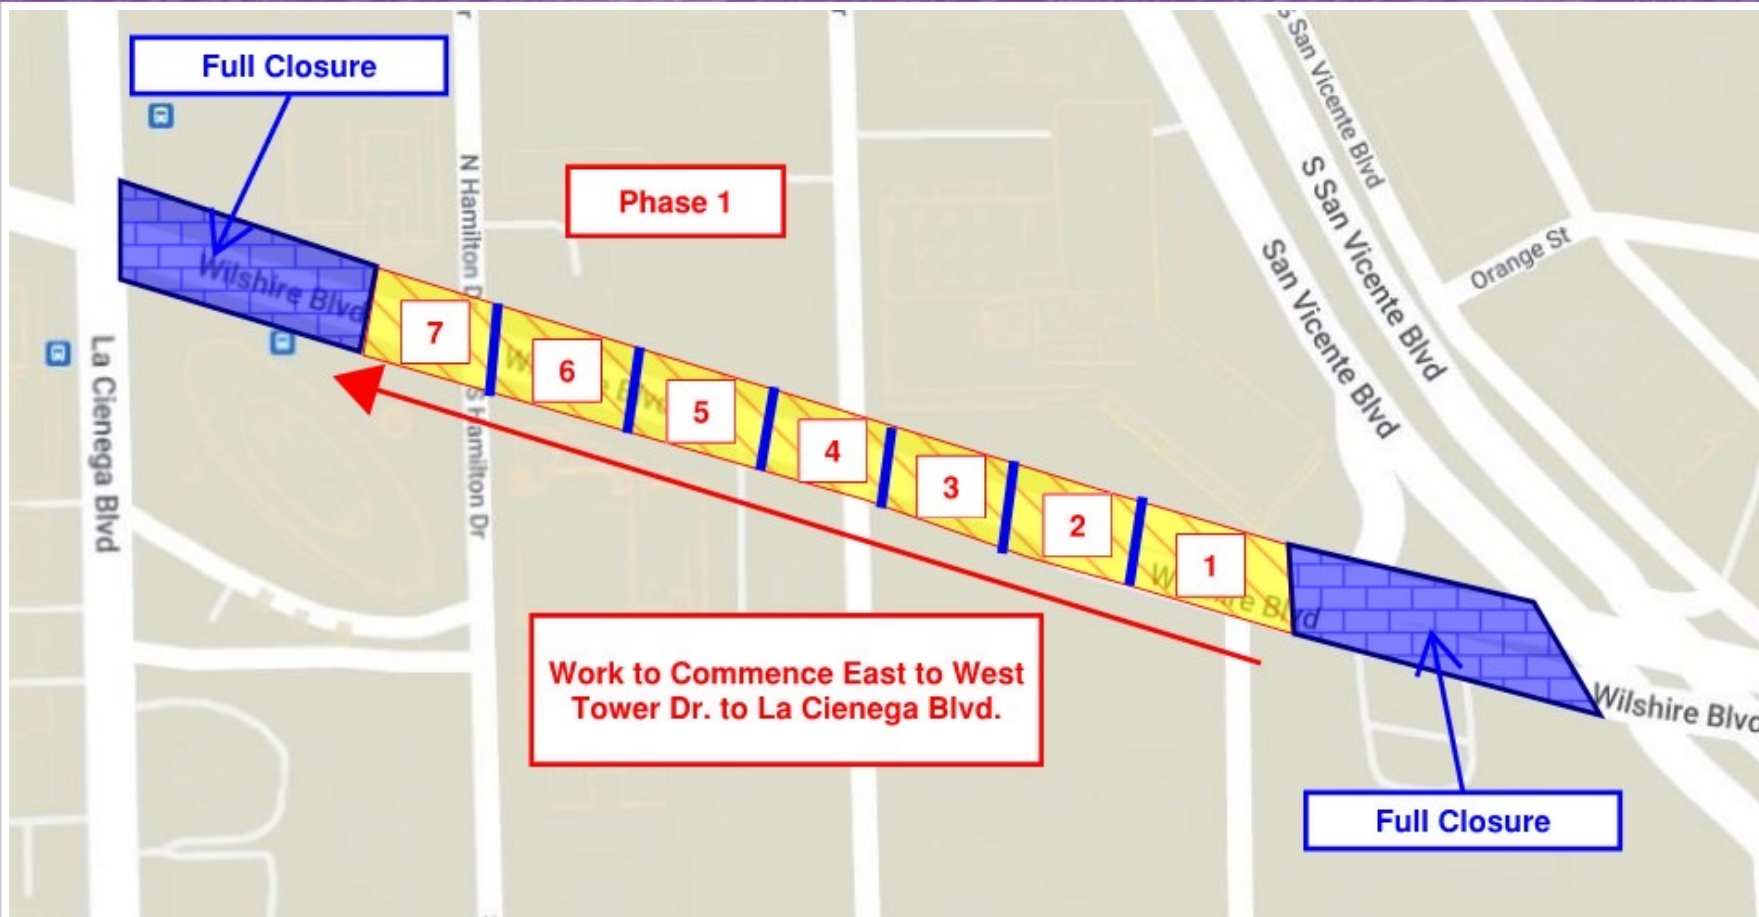 Full Closure
S San Vicente Blvd
N Hamilton D
Phase 1
S San Vicente Blvd
San Vicente Blvd
Orange St
Wilshire Blvd
La Cienega Blvd
7
6
5
4
3
2
1
S Hamilton Dr
Wilshire Blvd
Work to Commence East to West
Tower Dr. to La Cienega Blvd.
Wilshire Blvd
Full Closure